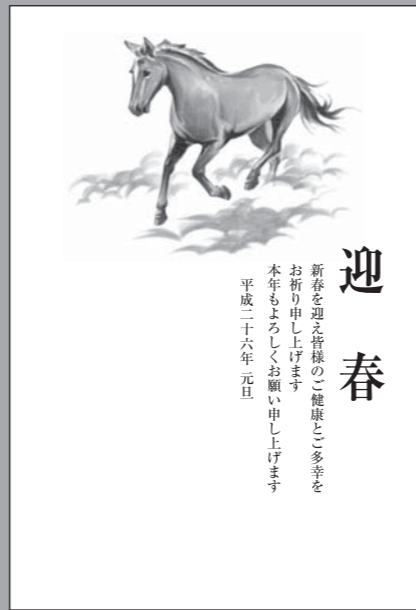 迎 春
新春を迎え皆様のご健康とご多幸を
お祈り申し上げます
本年もよろしくお願い申し上げます
平成二十六年 元旦